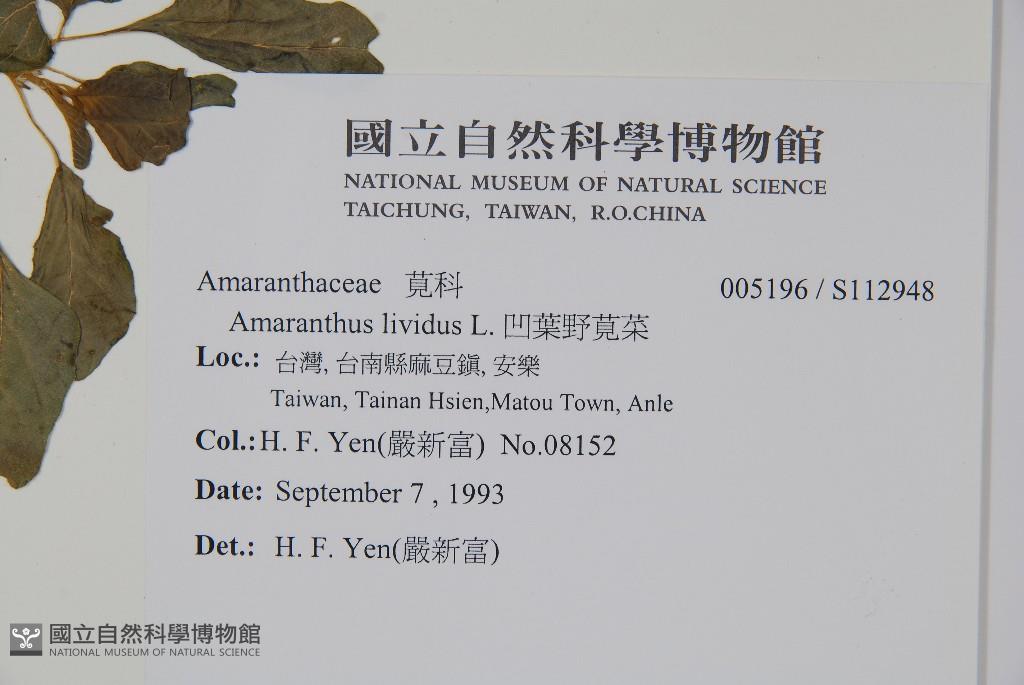 國立自然科學博物館
NATIONAL MUSEUM OF NATURAL SCIENCE
TAICHUNG, TAIWAN, R.O.CHINA
Amaranthaceae 莧科 005196 / S112948
Amaranthus lividus L. 凹葉野莧菜
Loc.: 台灣, 台南縣麻豆鎮, 安樂
Taiwan, Tainan Hsien,Matou Town, Anle
Col.:H. F. Yen(嚴新富) No.08152
Date: September 7 , 1993
Det.: H. F. Yen(嚴新富)
國立自然科學博物館
NATIONAL MUSEUM OF NATURAL SCIENCE